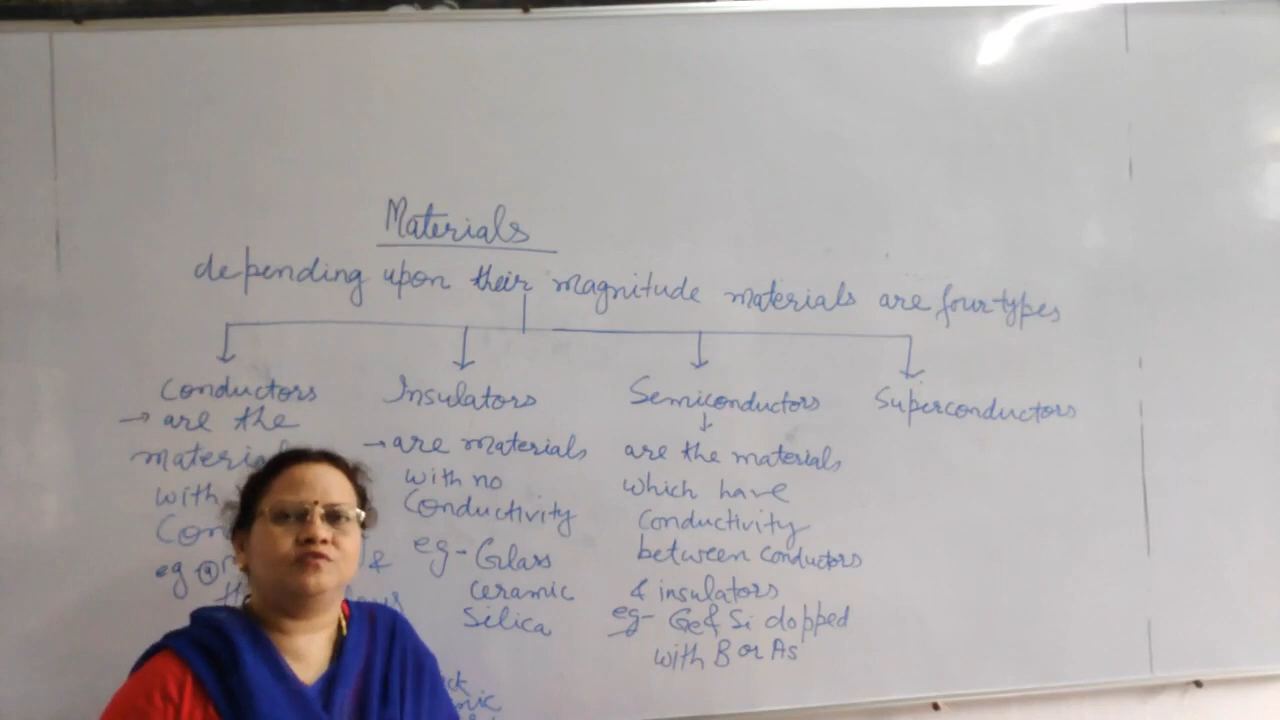 Materials
depending upon their magnitude materials are four types
Conductors
→ are the
with
eg
Insulators
→ are materials
with no
Conductivity
eg - Glass
ceramic
Silica
Semiconductors
↓
are the materials
which have
Conductivity
between conductors
& insulators
eg- Ge & Si dopped
with B or As
Superconductors